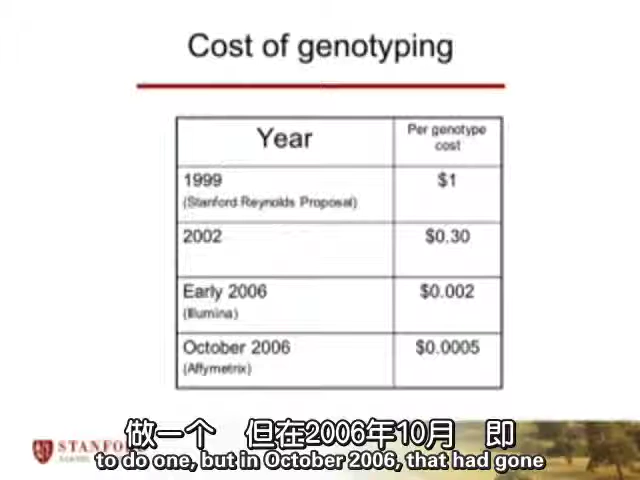 Cost of genotyping
Year
Per genotype
cost
1999
(Stanford Reynolds Proposal)
$1
2002
$0.30
Early 2006
(Illumina)
$0.002
October 2006
(Affymetrix)
$0.0005
做一个 但在2006年10月 即
STANFORD
to do one, but in October 2006, that had gone